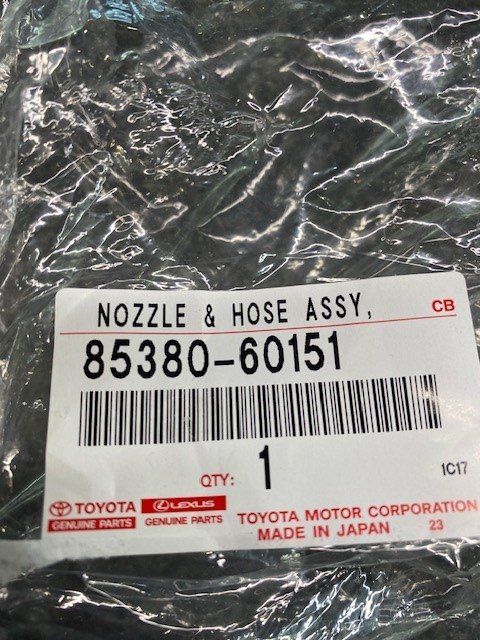 NOZZLE & HOSE ASSY,
CB
85380-60151
QTY: 1
1C17
TOYOTA LEXUS
GENUINE PARTS GENUINE PARTS
TOYOTA MOTOR CORPORATION
MADE IN JAPAN 23